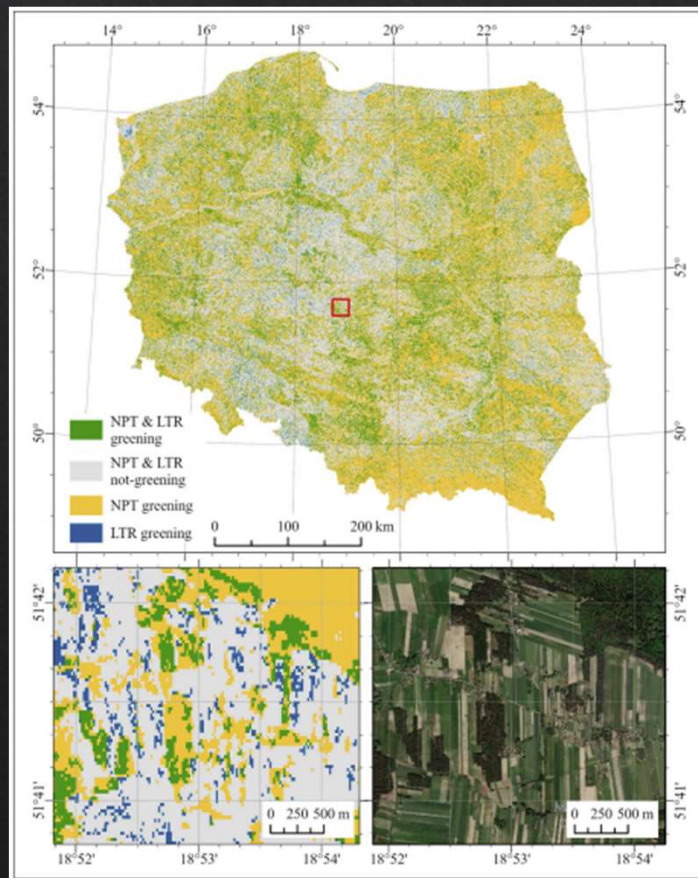 14° 16° 18° 20° 22° 24°
54° 54°
52° 52°
50° 50°
NPT & LTR
greening
NPT & LTR
not-greening
NPT greening
LTR greening
0 100 200 km
51°42' 51°42'
51°41' 51°41'
0 250 500 m 0 250 500 m
18°52' 18°53' 18°54' 18°52' 18°53' 18°54'